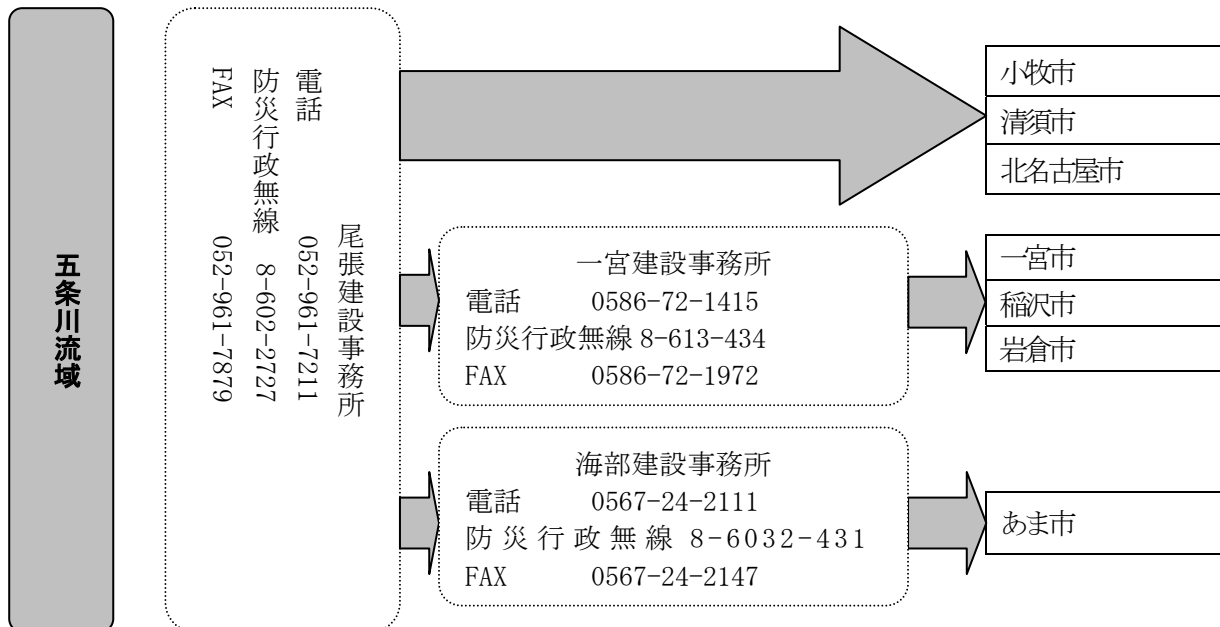 五条川流域
尾張建設事務所
電話 052-961-7211
防災行政無線 8-602-2727
FAX 052-961-7879
小牧市
清須市
北名古屋市
一宮建設事務所
電話 0586-72-1415
防災行政無線 8-613-434
FAX 0586-72-1972
一宮市
稲沢市
岩倉市
海部建設事務所
電話 0567-24-2111
防災行政無線 8-6032-431
FAX 0567-24-2147
あま市